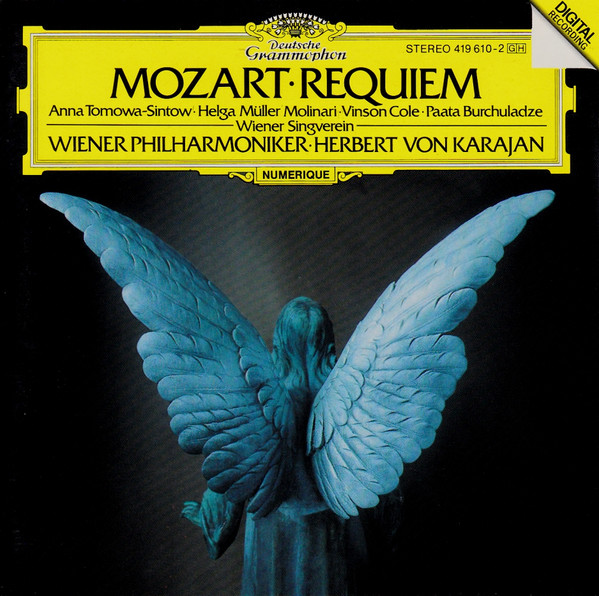 DIGITAL
RECORDING
Deutsche
Grammophon
STEREO 419 610-2 GH
MOZART · REQUIEM
Anna Tomowa-Sintow · Helga Müller Molinari · Vinson Cole · Paata Burchuladze
Wiener Singverein
WIENER PHILHARMONIKER · HERBERT VON KARAJAN
NUMERIQUE